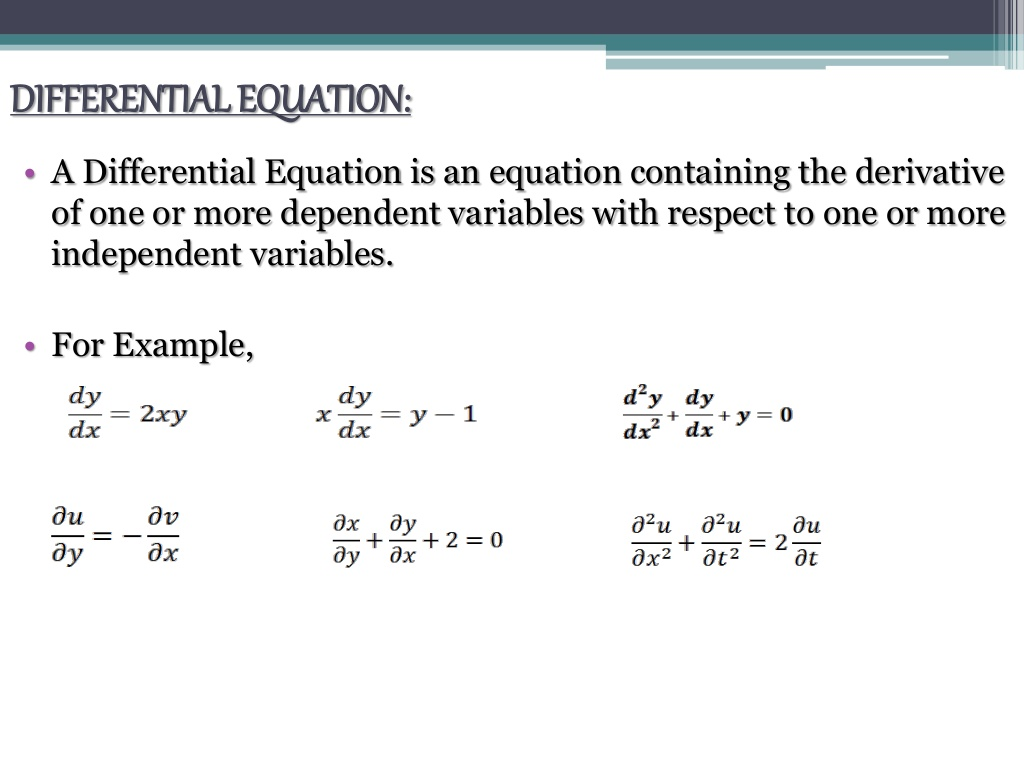 DIFFERENTIAL EQUATION:
• A Differential Equation is an equation containing the derivative
of one or more dependent variables with respect to one or more
independent variables.
• For Example,
dy/dx = 2xy    x dy/dx = y − 1    d²y/dx² + dy/dx + y = 0
∂u/∂y = − ∂v/∂x    ∂x/∂y + ∂y/∂x + 2 = 0    ∂²u/∂x² + ∂²u/∂t² = 2 ∂u/∂t